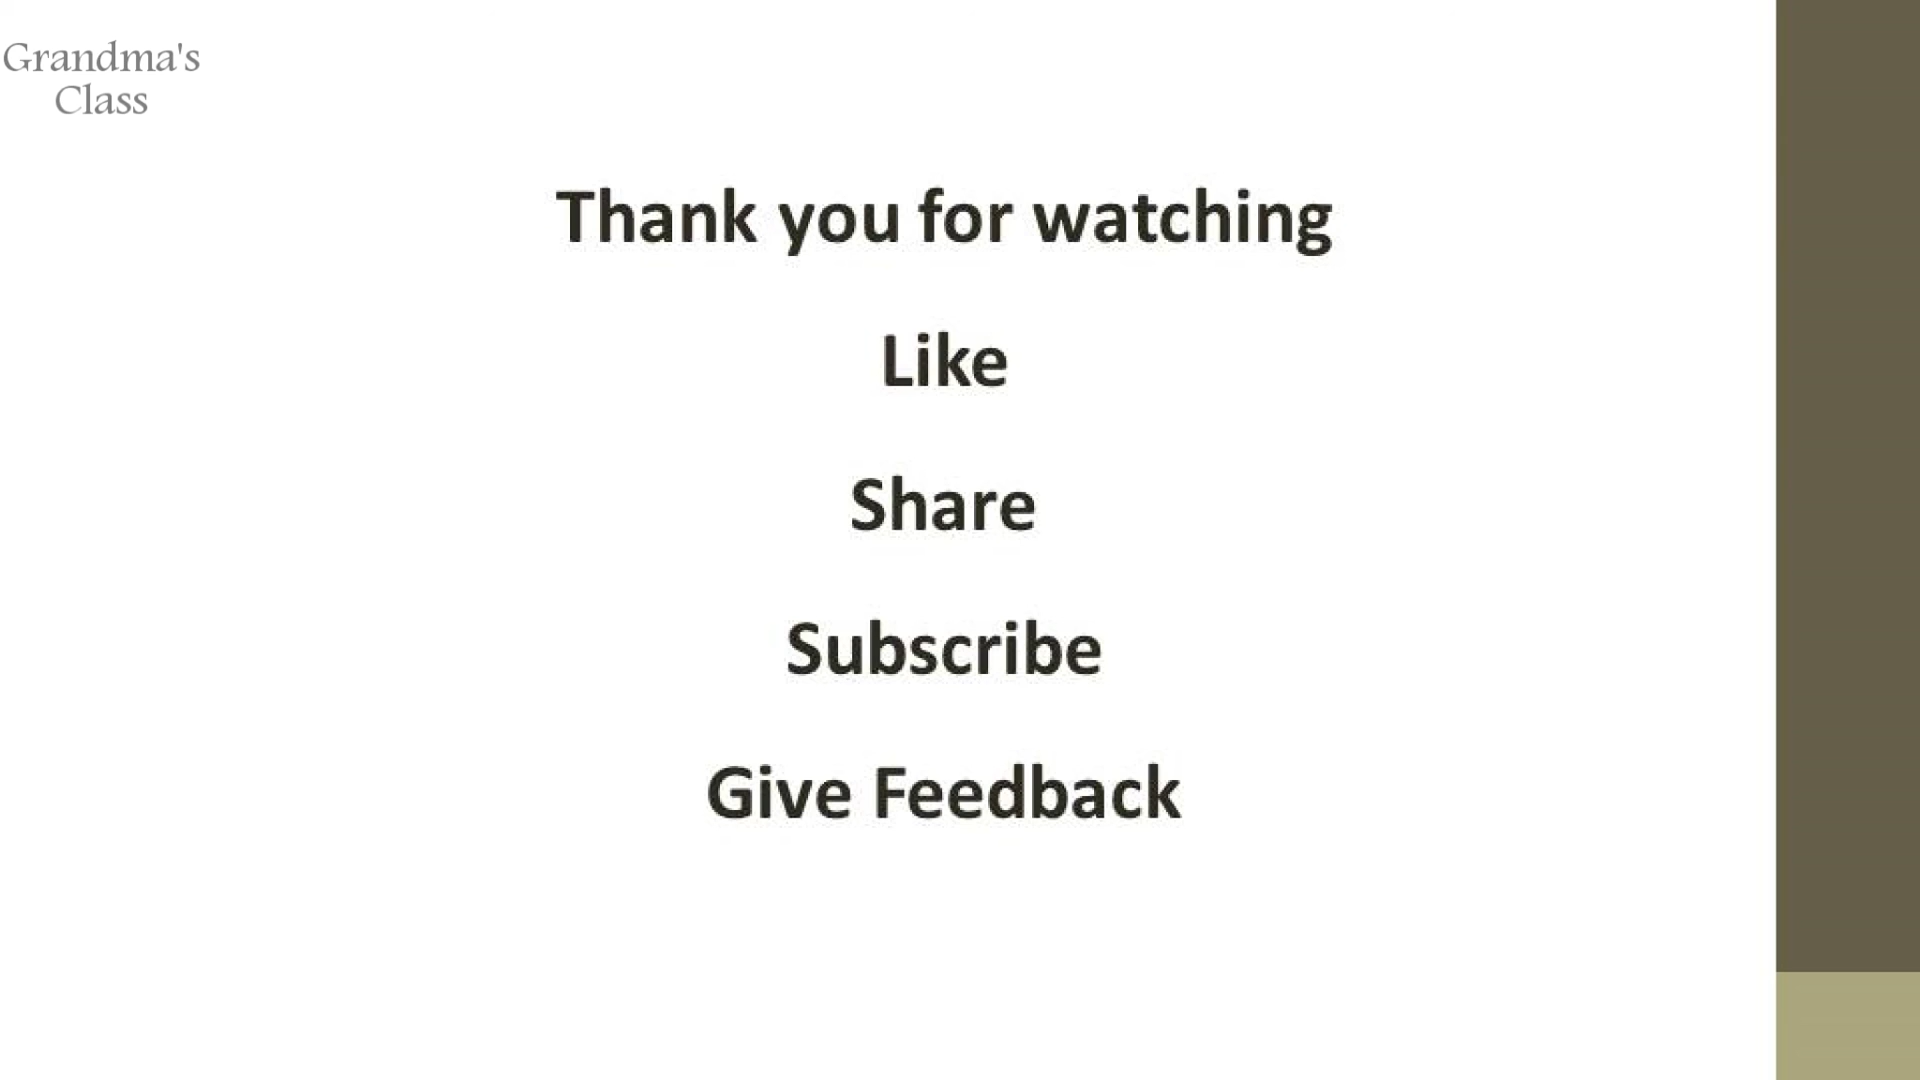 Grandma's
Class
Thank you for watching
Like
Share
Subscribe
Give Feedback